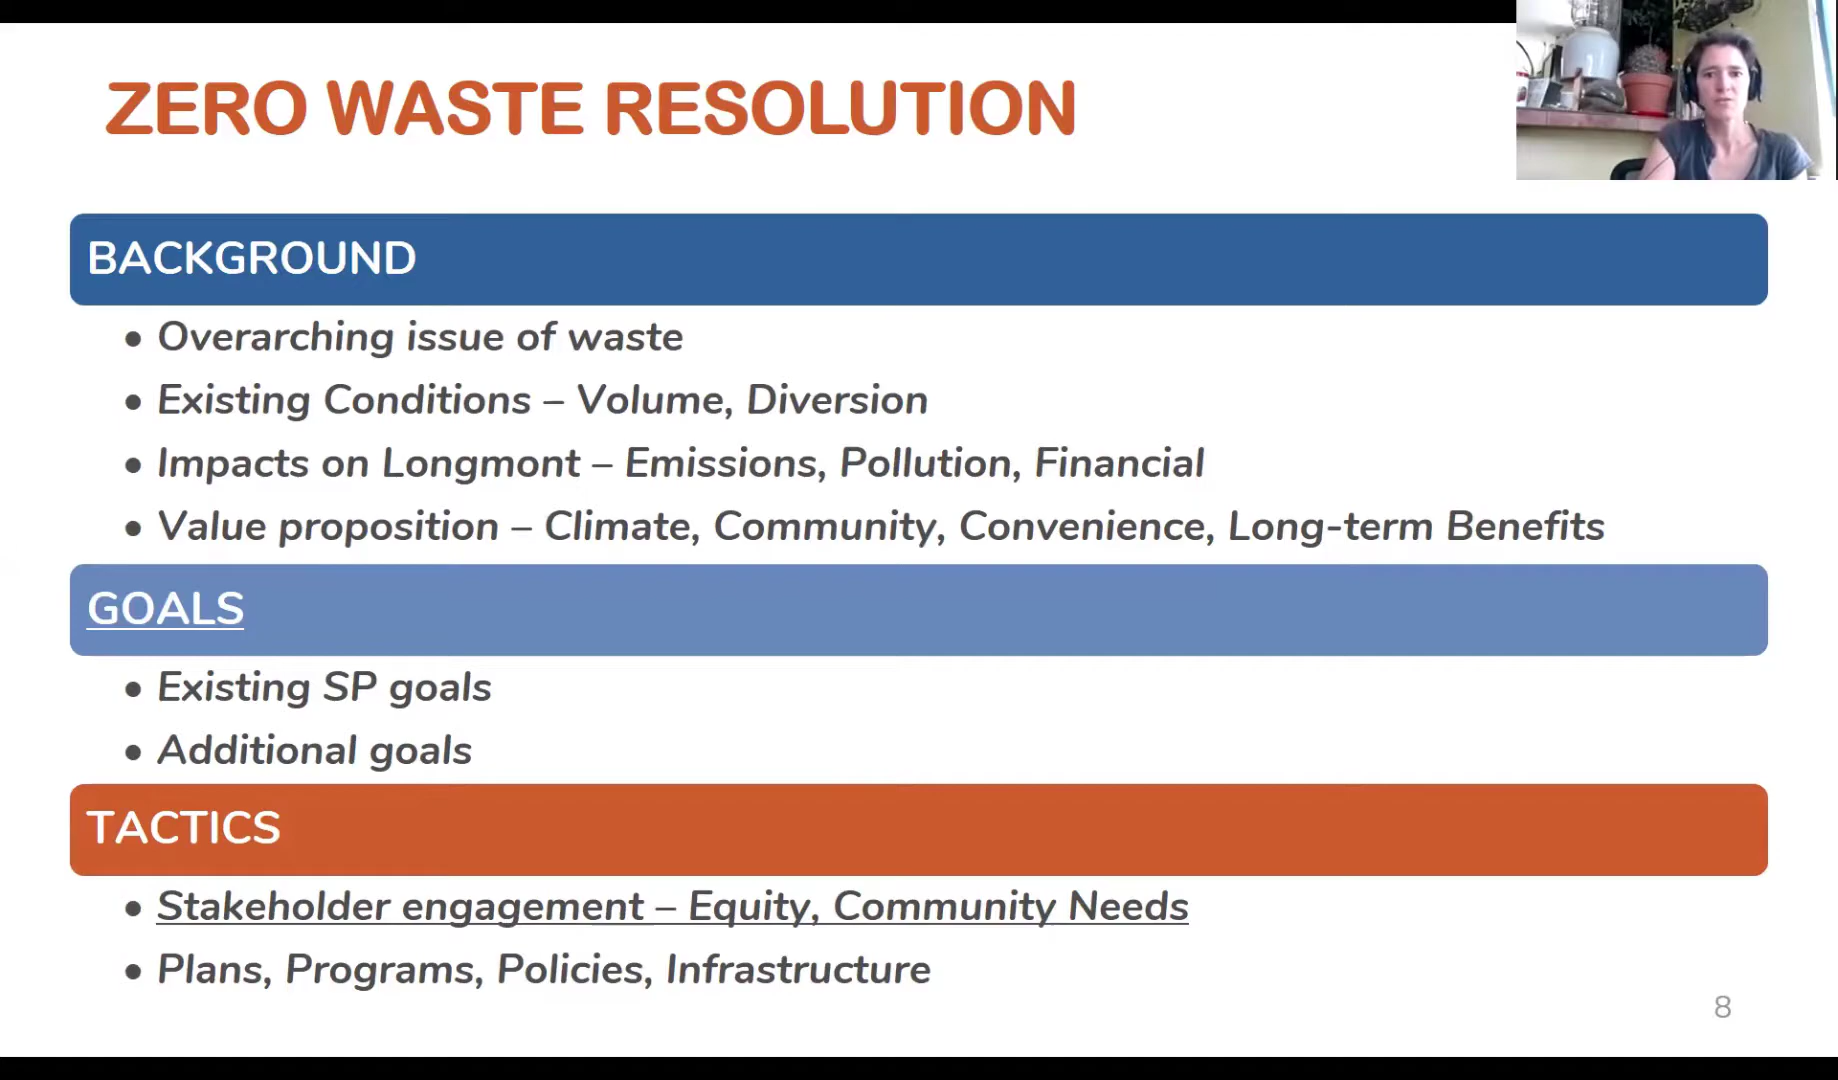 ZERO WASTE RESOLUTION
BACKGROUND
• Overarching issue of waste
• Existing Conditions – Volume, Diversion
• Impacts on Longmont – Emissions, Pollution, Financial
• Value proposition – Climate, Community, Convenience, Long-term Benefits
GOALS
• Existing SP goals
• Additional goals
TACTICS
• Stakeholder engagement – Equity, Community Needs
• Plans, Programs, Policies, Infrastructure
8